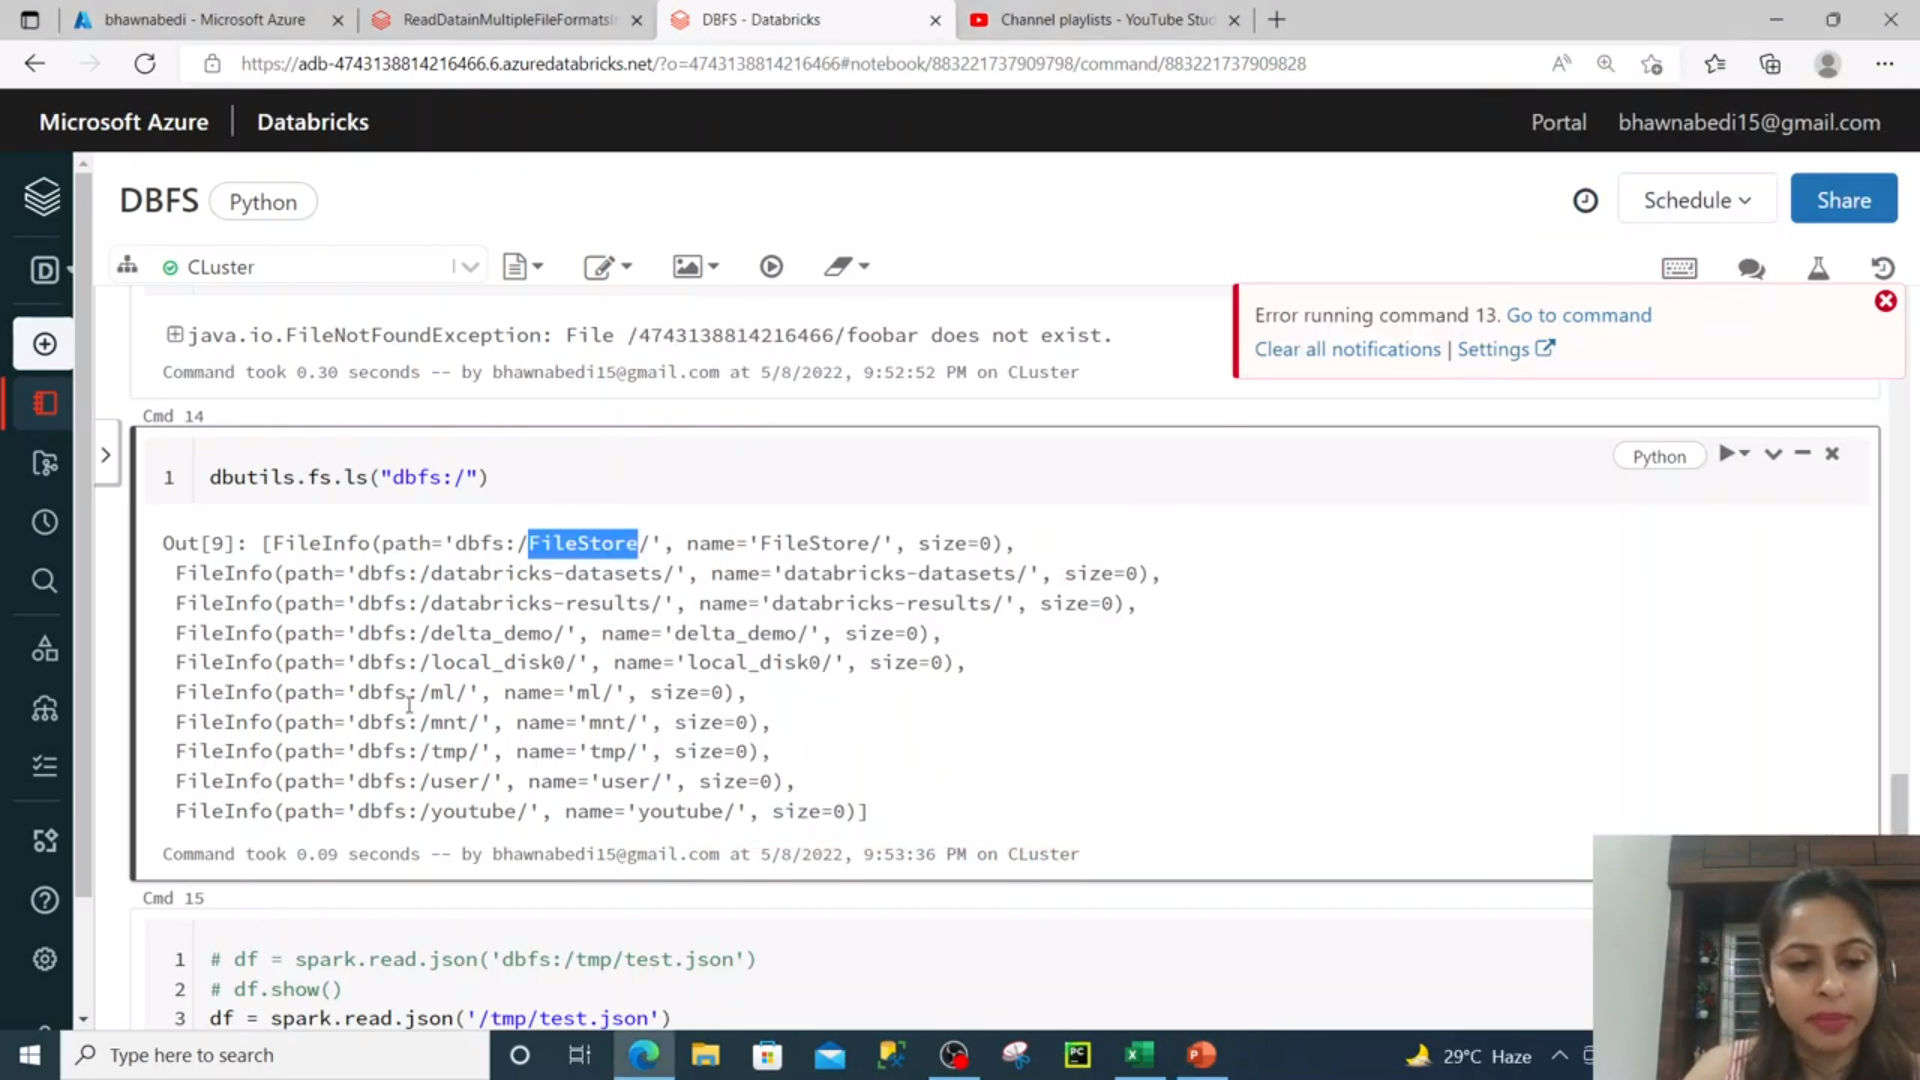 bhawnabedi - Microsoft Azure
ReadDatainMultipleFileFormatsI
DBFS - Databricks
Channel playlists - YouTube Stud
https://adb-4743138814216466.6.azuredatabricks.net/?o=4743138814216466#notebook/883221737909798/command/883221737909828
Microsoft Azure
Databricks
Portal
bhawnabedi15@gmail.com
DBFS
Python
Schedule
Share
CLuster
Error running command 13. Go to command
Clear all notifications | Settings
java.io.FileNotFoundException: File /4743138814216466/foobar does not exist.
Command took 0.30 seconds -- by bhawnabedi15@gmail.com at 5/8/2022, 9:52:52 PM on CLuster
Cmd 14
Python
1 dbutils.fs.ls("dbfs:/")
Out[9]: [FileInfo(path='dbfs:/FileStore/', name='FileStore/', size=0),
FileInfo(path='dbfs:/databricks-datasets/', name='databricks-datasets/', size=0),
FileInfo(path='dbfs:/databricks-results/', name='databricks-results/', size=0),
FileInfo(path='dbfs:/delta_demo/', name='delta_demo/', size=0),
FileInfo(path='dbfs:/local_disk0/', name='local_disk0/', size=0),
FileInfo(path='dbfs:/ml/', name='ml/', size=0),
FileInfo(path='dbfs:/mnt/', name='mnt/', size=0),
FileInfo(path='dbfs:/tmp/', name='tmp/', size=0),
FileInfo(path='dbfs:/user/', name='user/', size=0),
FileInfo(path='dbfs:/youtube/', name='youtube/', size=0)]
Command took 0.09 seconds -- by bhawnabedi15@gmail.com at 5/8/2022, 9:53:36 PM on CLuster
Cmd 15
1 # df = spark.read.json('dbfs:/tmp/test.json')
2 # df.show()
3 df = spark.read.json('/tmp/test.json')
Type here to search
29°C Haze